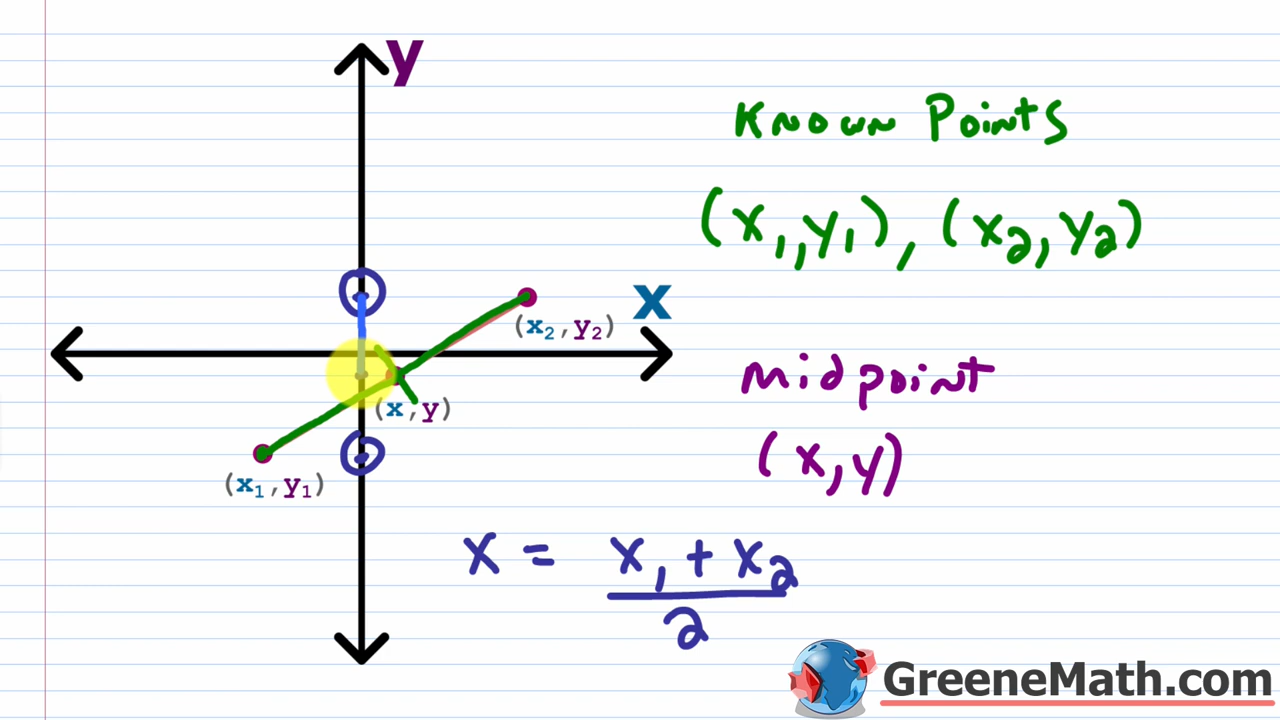 y
Known Points
(x₁,y₁), (x₂,y₂)
x
(x₂,y₂)
midpoint
(x,y)
(x,y)
(x₁,y₁)
x = x₁ + x₂
2
GreeneMath.com